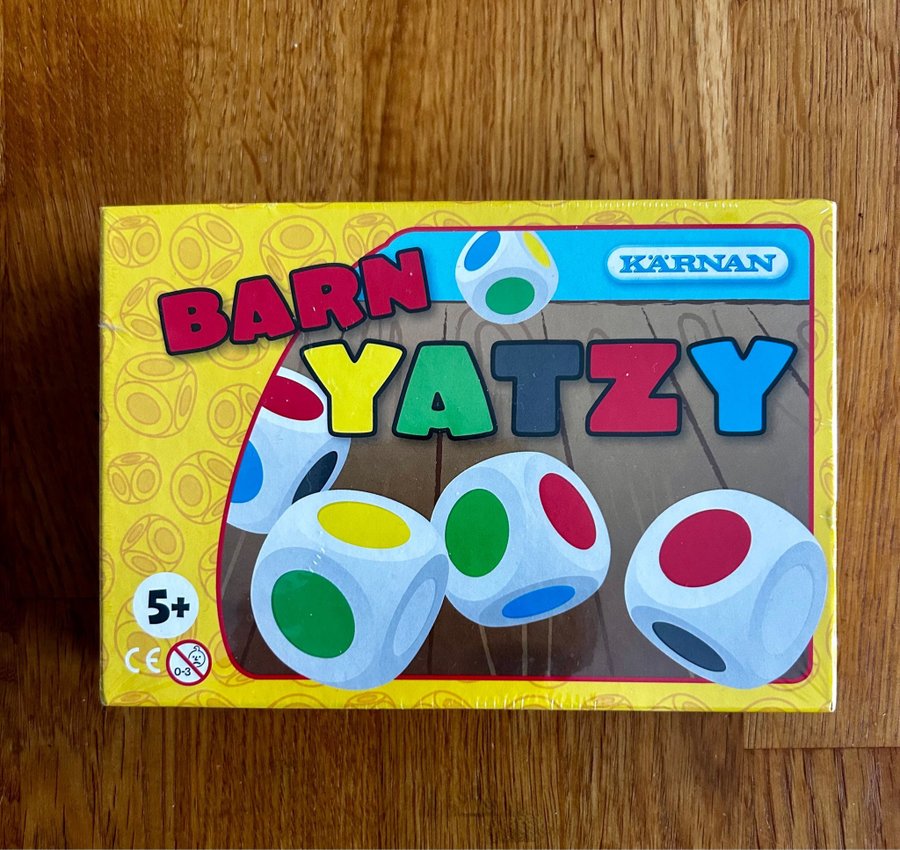 KÄRNAN
BARN
YATZY
5+
CE
0-3